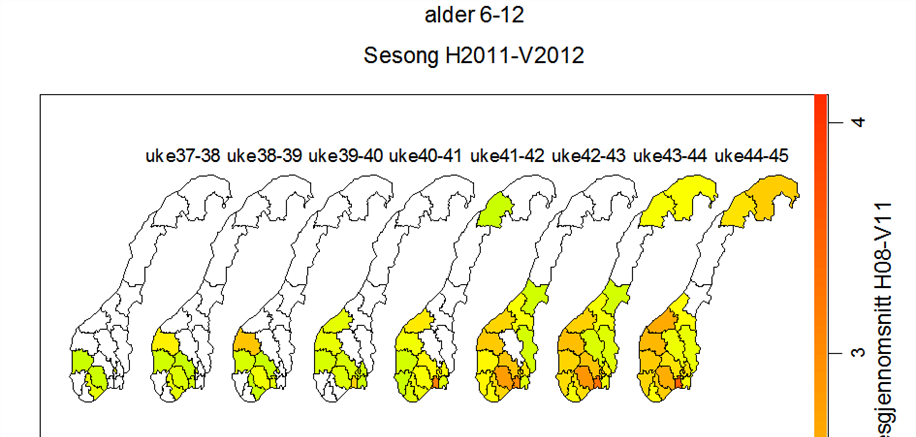 alder 6-12
Sesong H2011-V2012
uke37-38 uke38-39 uke39-40 uke40-41 uke41-42 uke42-43 uke43-44 uke44-45
4
3
esgjennomsnitt H08-V11